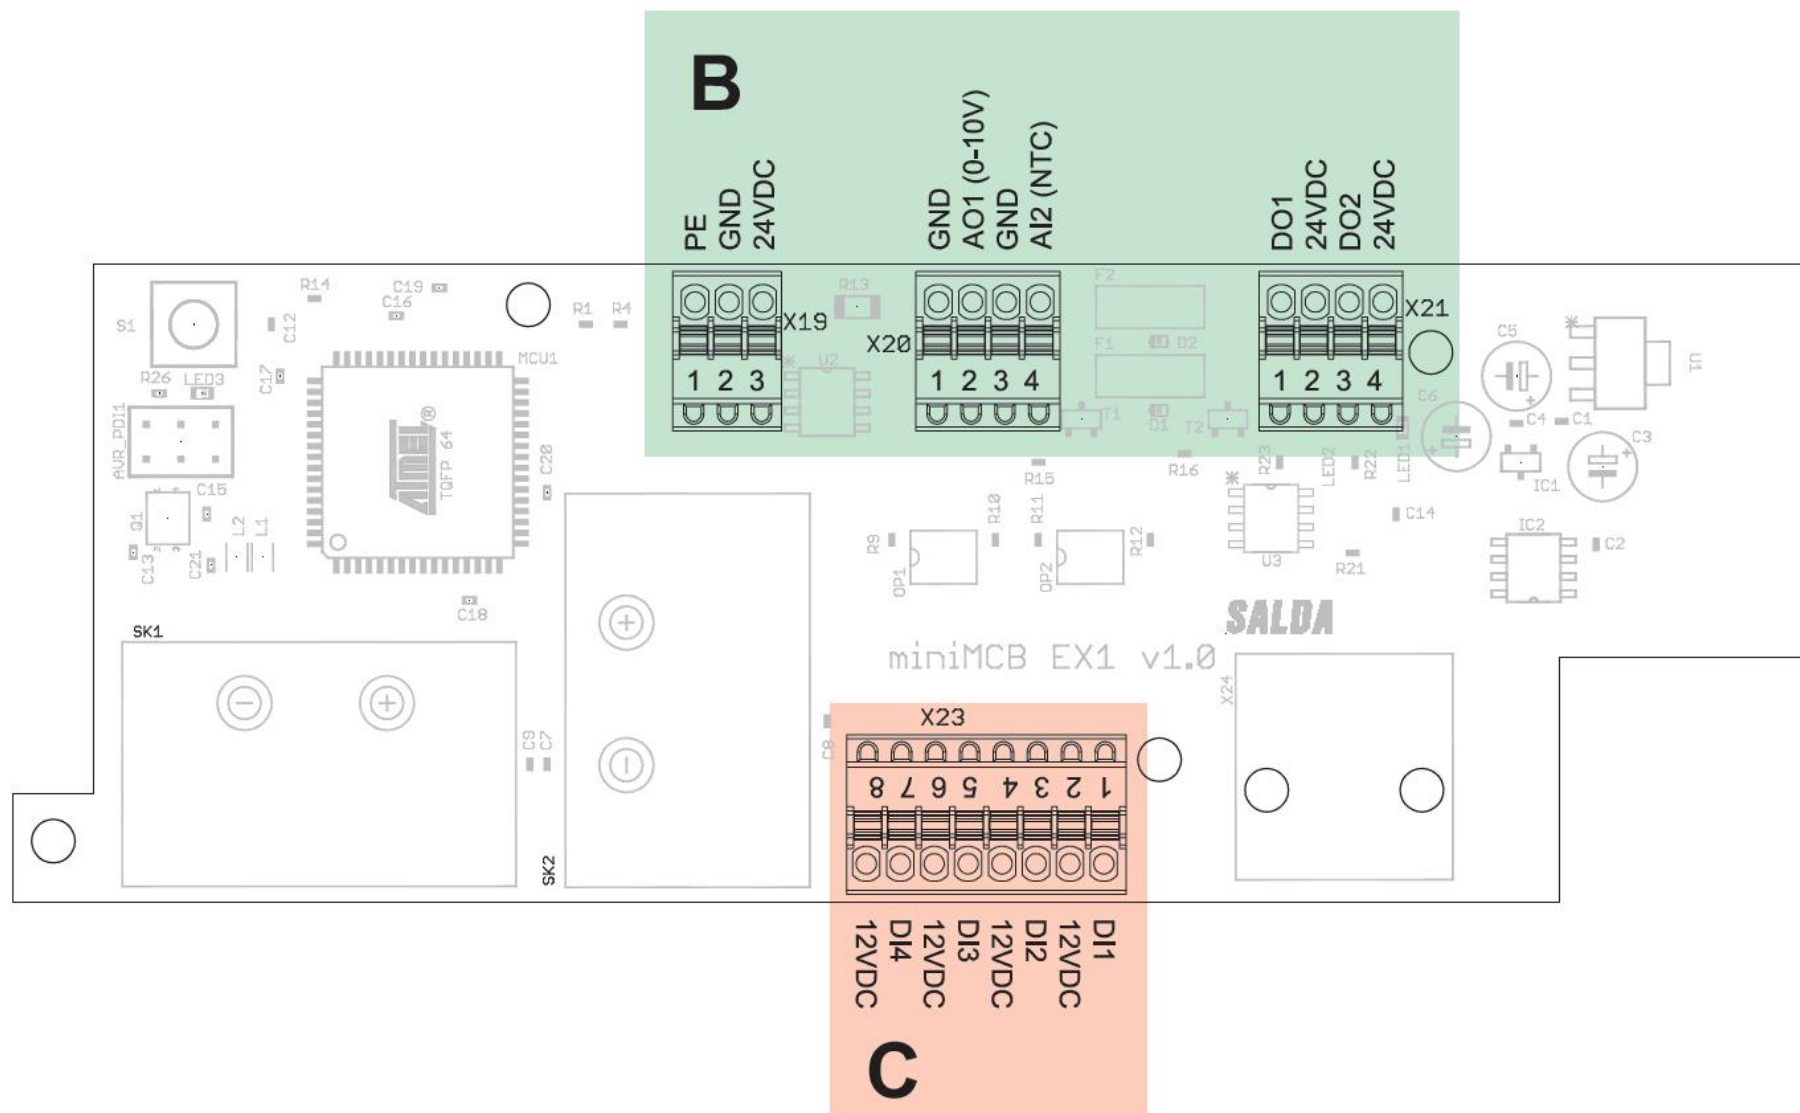 B
PE
GND
24VDC
GND
AO1 (0-10V)
GND
AI2 (NTC)
DO1
24VDC
DO2
24VDC
X19
1 2 3
X20
1 2 3 4
X21
1 2 3 4
S1
R14
C19
C16
C12
R1
R4
R13
F2
F1
D2
D1
U2
MCU1
R26
LED3
C17
AVR_PDI1
ATMEL®
TQFP 64
C20
C15
Q1
L2
L1
C13
C21
C18
T1
T2
R15
R16
R23
LED2
R22
LED1
C6
C5
U1
C4
C1
C3
IC1
C14
IC2
C2
R9
R10
R11
R12
OP1
OP2
U3
R21
SALDA
miniMCB EX1 v1.0
SK1
SK2
C9
C7
C8
X24
X23
8 7 6 5 4 3 2 1
12VDC
DI4
12VDC
DI3
12VDC
DI2
12VDC
DI1
C